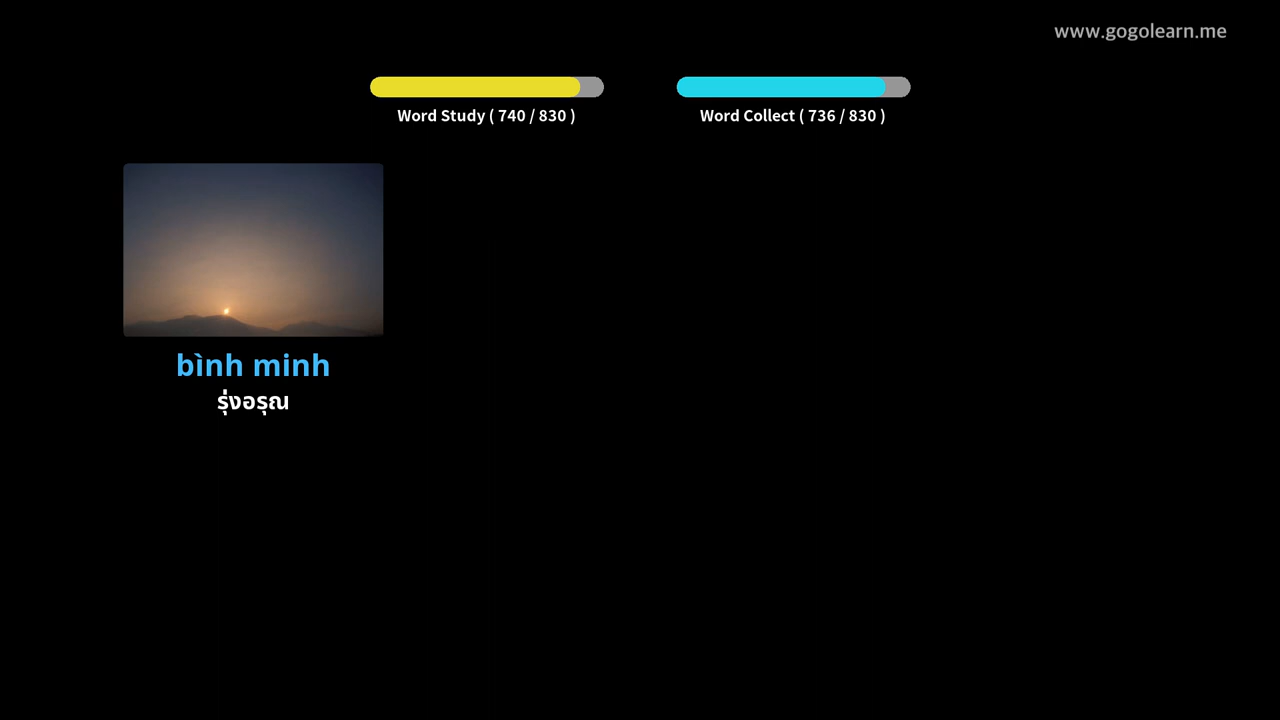 www.gogolearn.me
Word Study ( 740 / 830 )
Word Collect ( 736 / 830 )
bình minh
รุ่งอรุณ